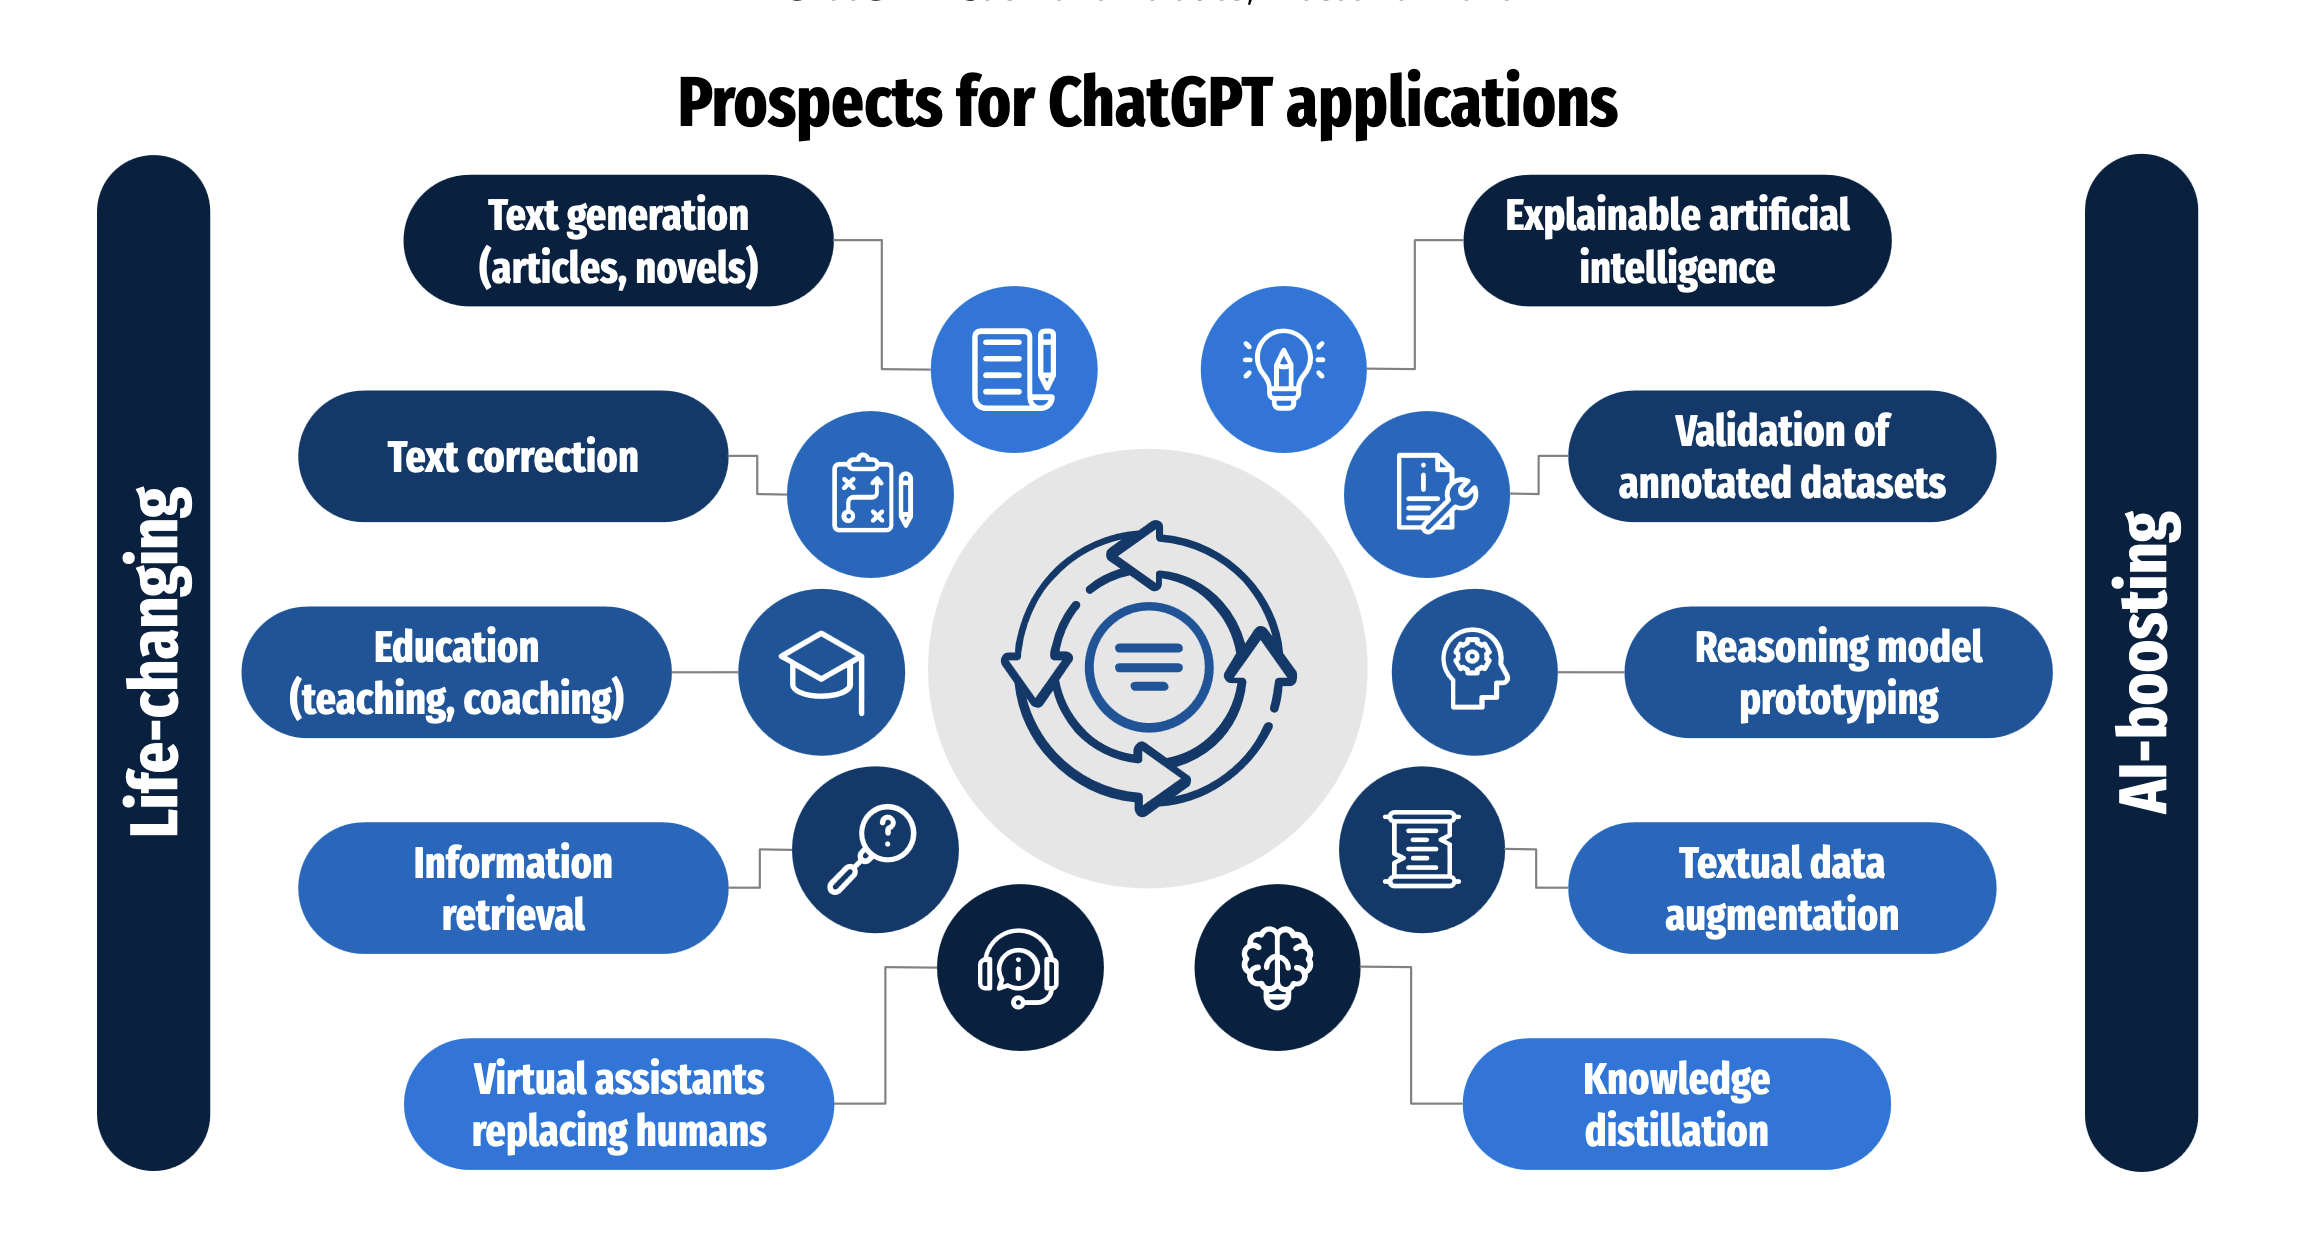 Prospects for ChatGPT applications
Life-changing
Text generation
(articles, novels)
Text correction
Education
(teaching, coaching)
Information
retrieval
Virtual assistants
replacing humans
Explainable artificial
intelligence
Validation of
annotated datasets
Reasoning model
prototyping
Textual data
augmentation
Knowledge
distillation
AI-boosting